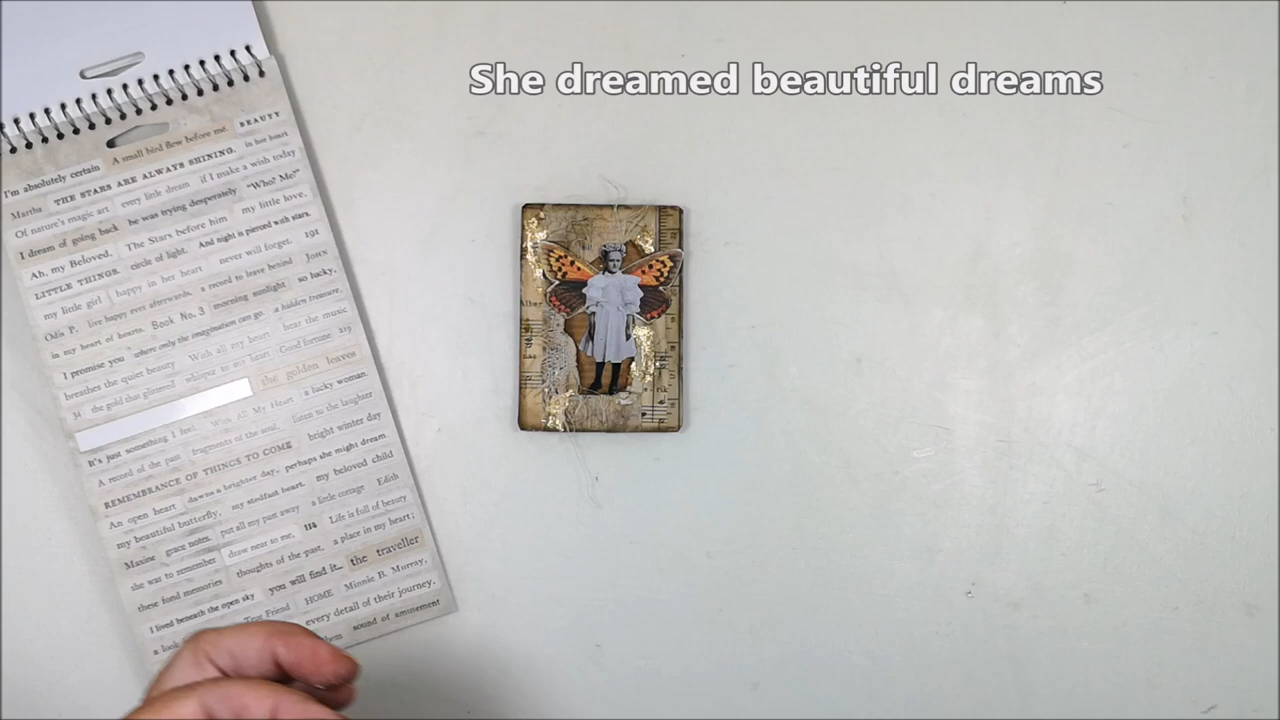 She dreamed beautiful dreams
I'm absolutely certain A small bird flew before me. BEAUTY
Martha THE STARS ARE ALWAYS SHINING. in her heart
Of nature's magic art every little dream if I make a wish today
I dream of going back he was trying desperately "Who? Me?"
Ah, my Beloved, The Stars before him my little love,
LITTLE THINGS. circle of light. And night is pierced with stars.
my little girl happy in her heart never will forget. 191
Odis P. live happy ever afterwards. a record to leave behind JOHN
in my heart of hearts. Book No. 3 morning sunlight so lucky,
I promise you where only the imagination can go. a hidden treasure,
breathes the quiet beauty With all my heart hear the music
34 the gold that glittered whisper to my heart Good fortune 219
the golden leaves
It's just something I feel. With All My Heart a lucky woman.
A record of the past fragments of the soul, listen to the laughter
REMEMBRANCE OF THINGS TO COME bright winter day
An open heart dawns a brighter day, perhaps she might dream.
my beautiful butterfly, my stedfast heart. my beloved child
Maxine grace notes. put all my past away a little cottage Edith
she was to remember draw near to me, 114 Life is full of beauty
these fond memories thoughts of the past, a place in my heart;
I lived beneath the open sky you will find it... the traveller
True Friend HOME Minnie B. Murray,
every detail of their journey.
sound of amusement